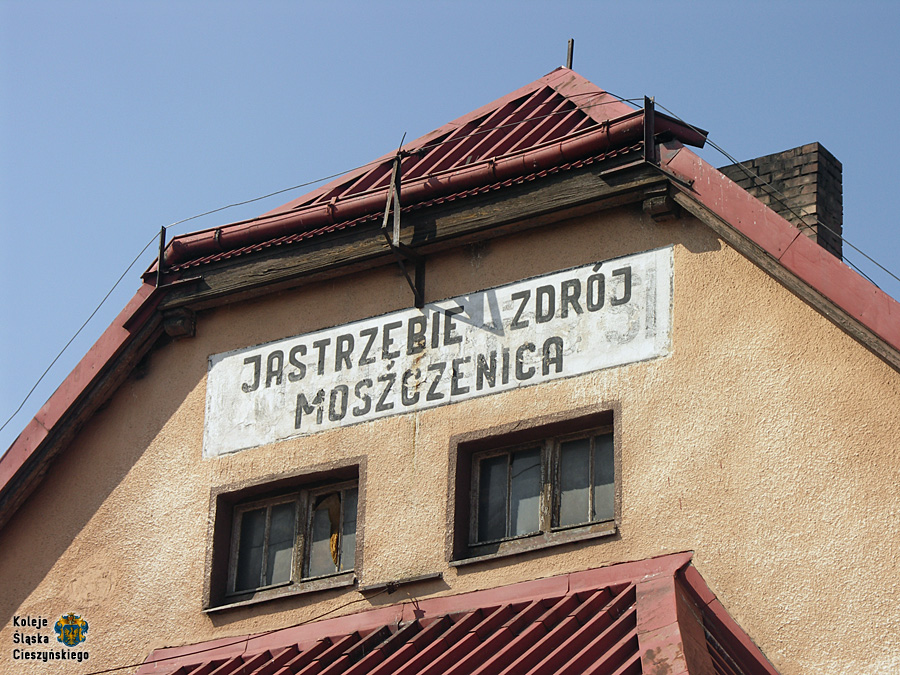 JASTRZĘBIE ZDRÓJ
MOSZCZENICA
Koleje
Śląska
Cieszyńskiego